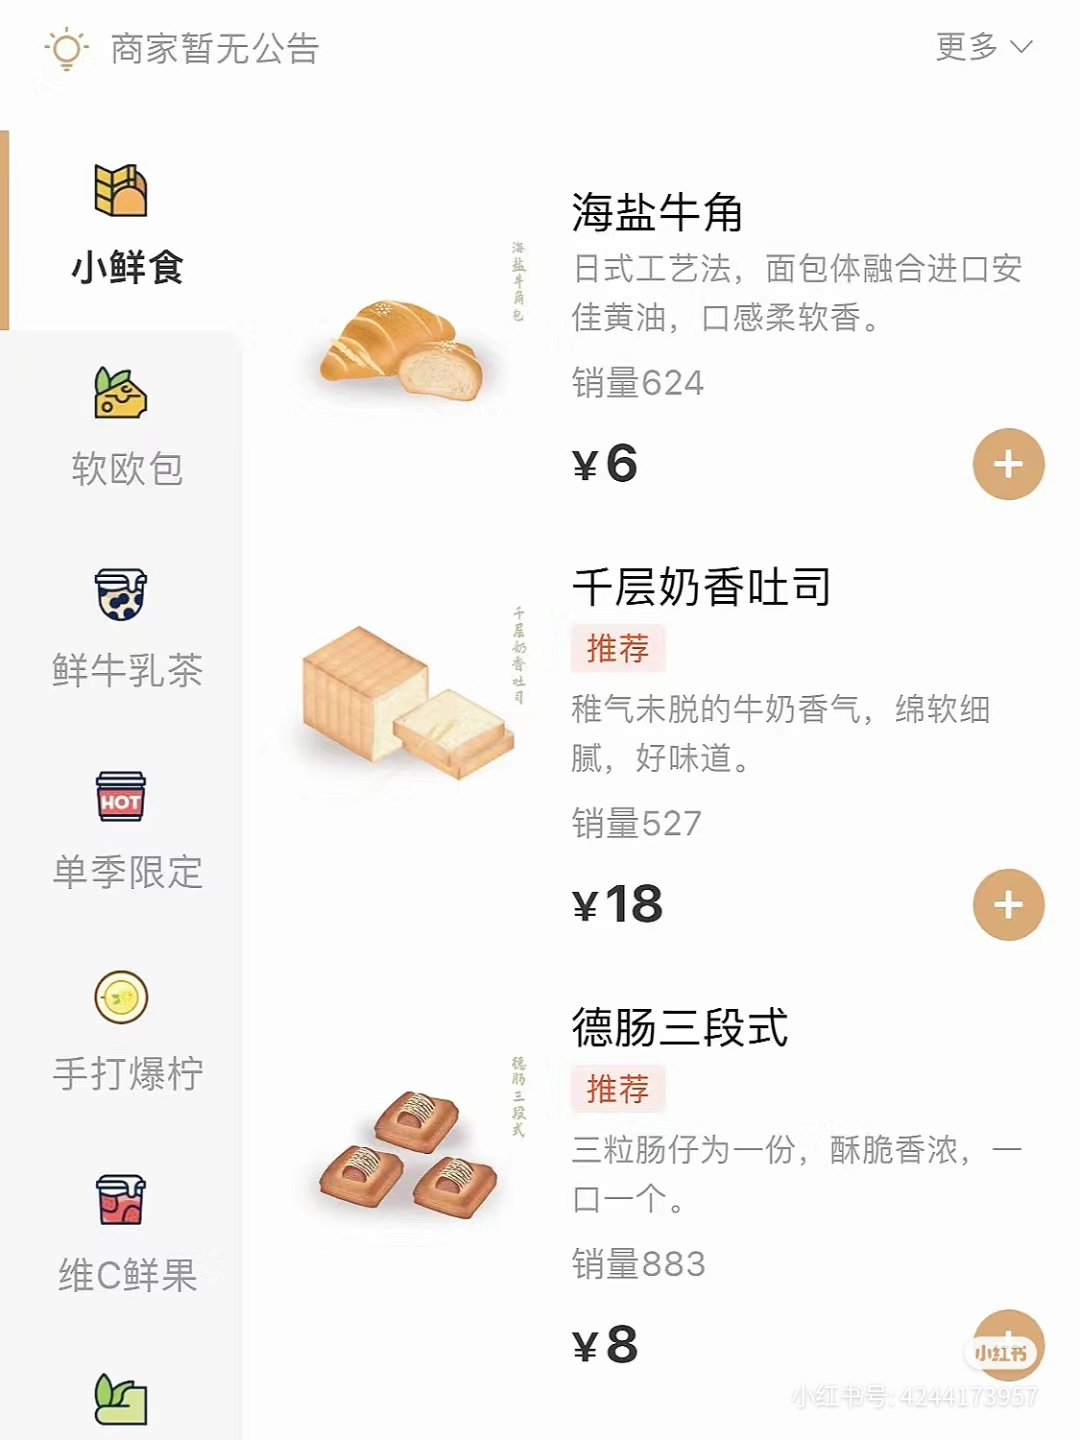 商家暂无公告
更多
小鲜食
软欧包
鲜牛乳茶
HOT
单季限定
手打爆柠
维C鲜果
海盐牛角包
海盐牛角
日式工艺法，面包体融合进口安
佳黄油，口感柔软香。
销量624
¥6
千层奶香吐司
千层奶香吐司
推荐
稚气未脱的牛奶香气，绵软细
腻，好味道。
销量527
¥18
德肠三段式
德肠三段式
推荐
三粒肠仔为一份，酥脆香浓，一
口一个。
销量883
¥8
小红书
小红书号: 4244173957